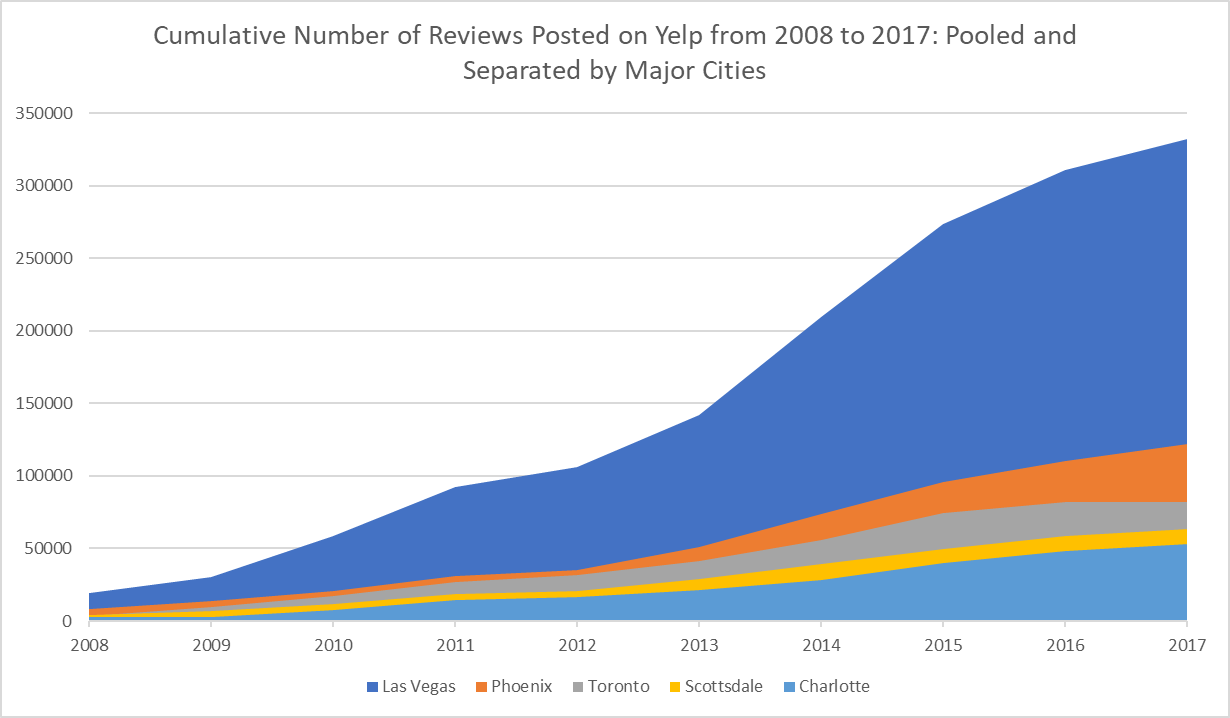 Cumulative Number of Reviews Posted on Yelp from 2008 to 2017: Pooled and
Separated by Major Cities
350000
300000
250000
200000
150000
100000
50000
0
2008 2009 2010 2011 2012 2013 2014 2015 2016 2017
Las Vegas Phoenix Toronto Scottsdale Charlotte